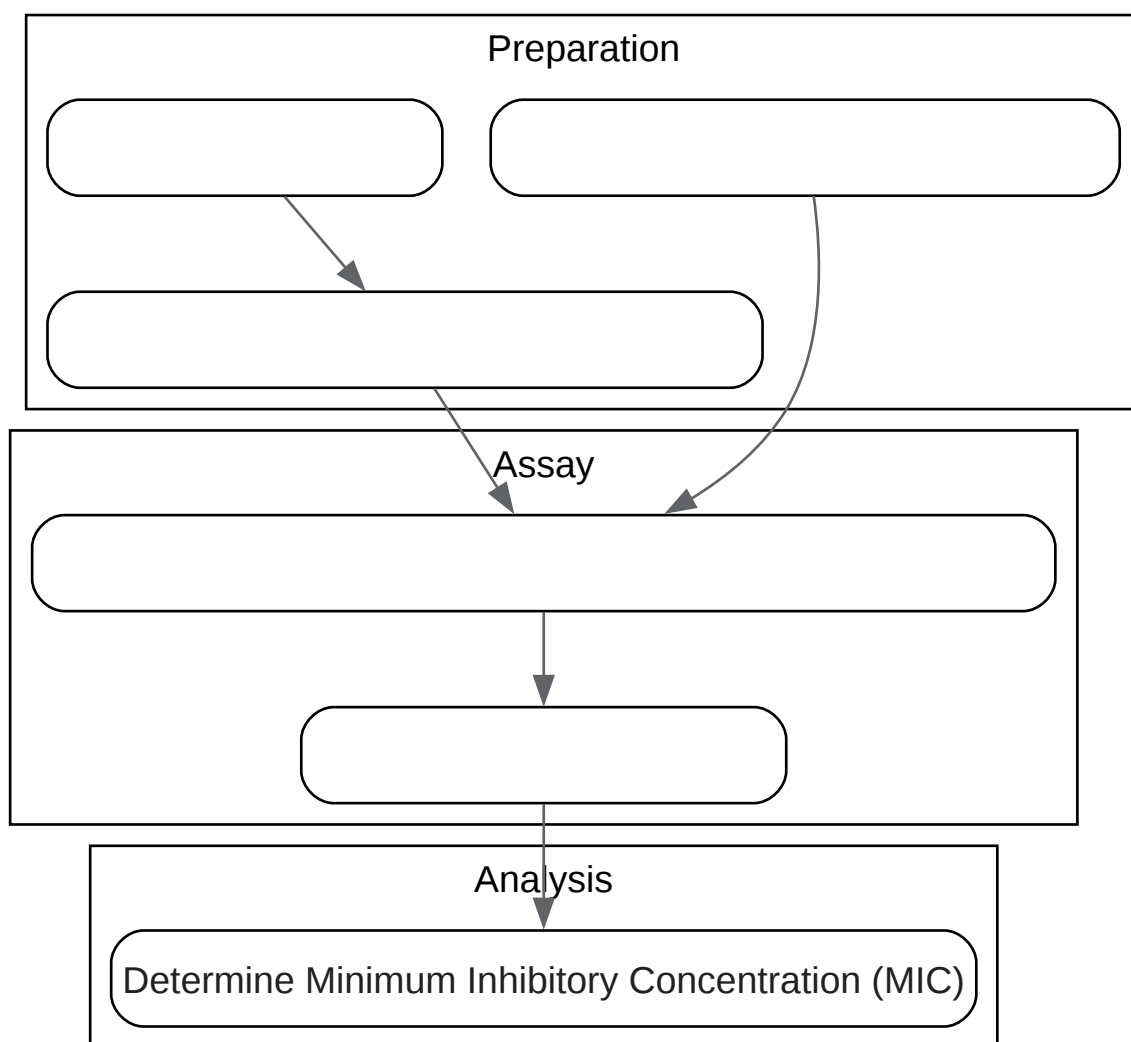 Preparation
Assay
Analysis
Determine Minimum Inhibitory Concentration (MIC)